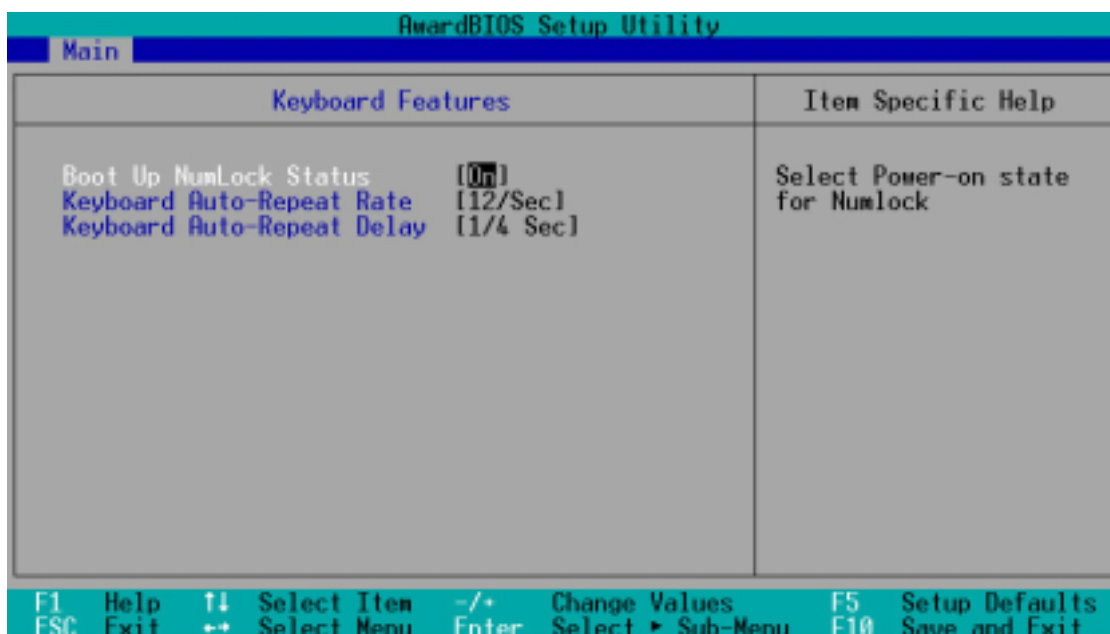 AwardBIOS Setup Utility
Main
Keyboard Features
Item Specific Help
Boot Up NumLock Status [On]
Keyboard Auto-Repeat Rate [12/Sec]
Keyboard Auto-Repeat Delay [1/4 Sec]
Select Power-on state
for Numlock
F1 Help ↑↓ Select Item -/+ Change Values F5 Setup Defaults
ESC Exit ←→ Select Menu Enter Select ► Sub-Menu F10 Save and Exit